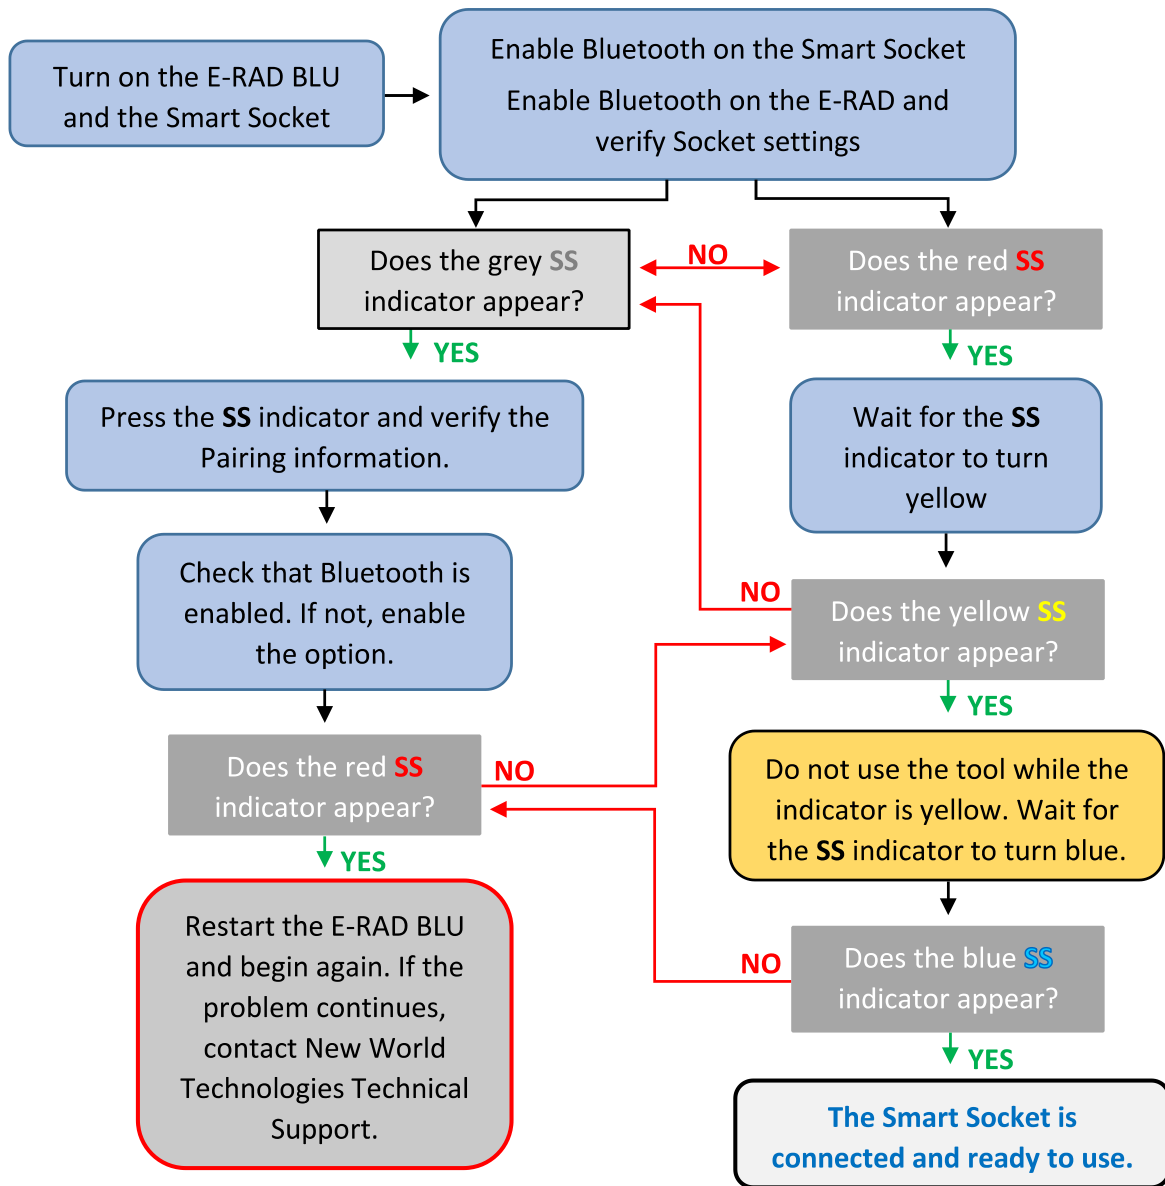 Turn on the E-RAD BLU
and the Smart Socket
Enable Bluetooth on the Smart Socket
Enable Bluetooth on the E-RAD and
verify Socket settings
Does the grey SS
indicator appear?
NO
Does the red SS
indicator appear?
YES
YES
Press the SS indicator and verify the
Pairing information.
Wait for the SS
indicator to turn
yellow
Check that Bluetooth is
enabled. If not, enable
the option.
NO
Does the yellow SS
indicator appear?
YES
Does the red SS
indicator appear?
NO
Do not use the tool while the
indicator is yellow. Wait for
the SS indicator to turn blue.
YES
Restart the E-RAD BLU
and begin again. If the
problem continues,
contact New World
Technologies Technical
Support.
NO
Does the blue SS
indicator appear?
YES
The Smart Socket is
connected and ready to use.